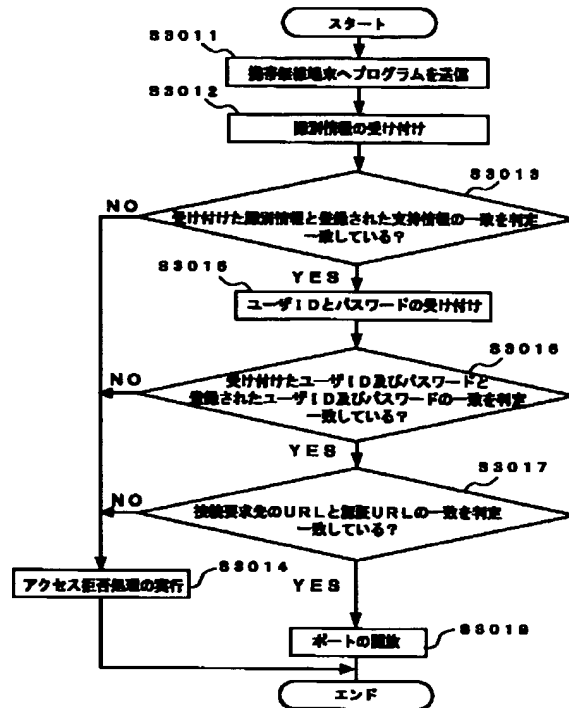 スタート
S3011
携帯無線端末へプログラムを送信
S3012
識別情報の受け付け
S3013
NO
受け付けた識別情報と登録された支持情報の一致を判定
一致している?
YES
S3015
ユーザIDとパスワードの受け付け
S3016
NO
受け付けたユーザID及びパスワードと
登録されたユーザID及びパスワードの一致を判定
一致している?
YES
S3017
NO
接続要求先のURLと認証URLの一致を判定
一致している?
S3014
アクセス拒否処理の実行
YES
S3019
ポートの開放
エンド